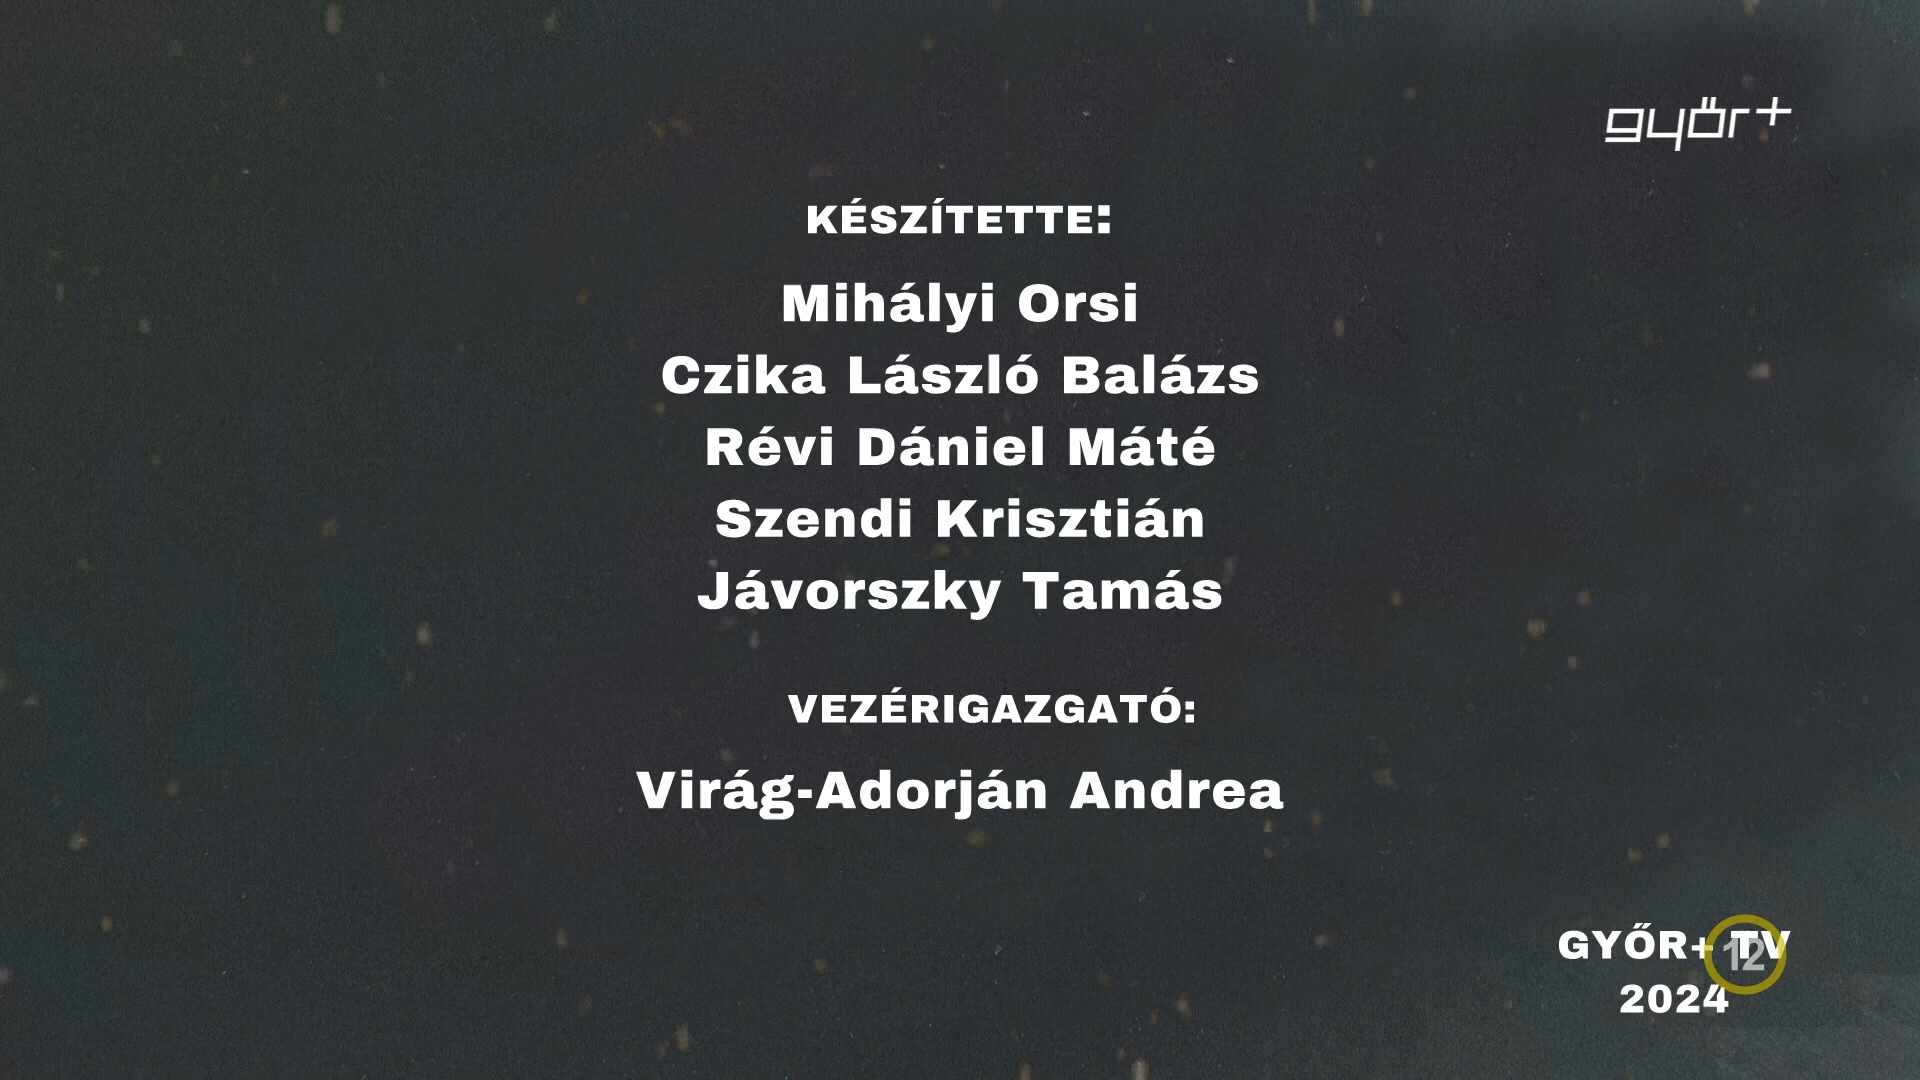 győr+
KÉSZÍTETTE:
Mihályi Orsi
Czika László Balázs
Révi Dániel Máté
Szendi Krisztián
Jávorszky Tamás
VEZÉRIGAZGATÓ:
Virág-Adorján Andrea
GYŐR+ TV
12
2024